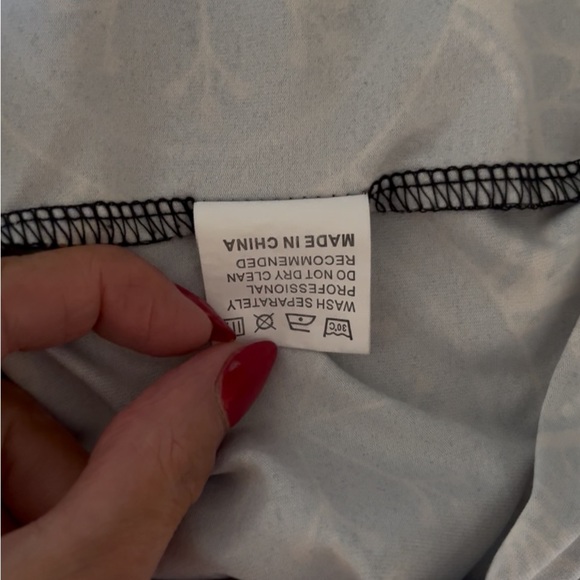 30°C
WASH SEPARATELY
PROFESSIONAL
DO NOT DRY CLEAN
RECOMMENDED
MADE IN CHINA